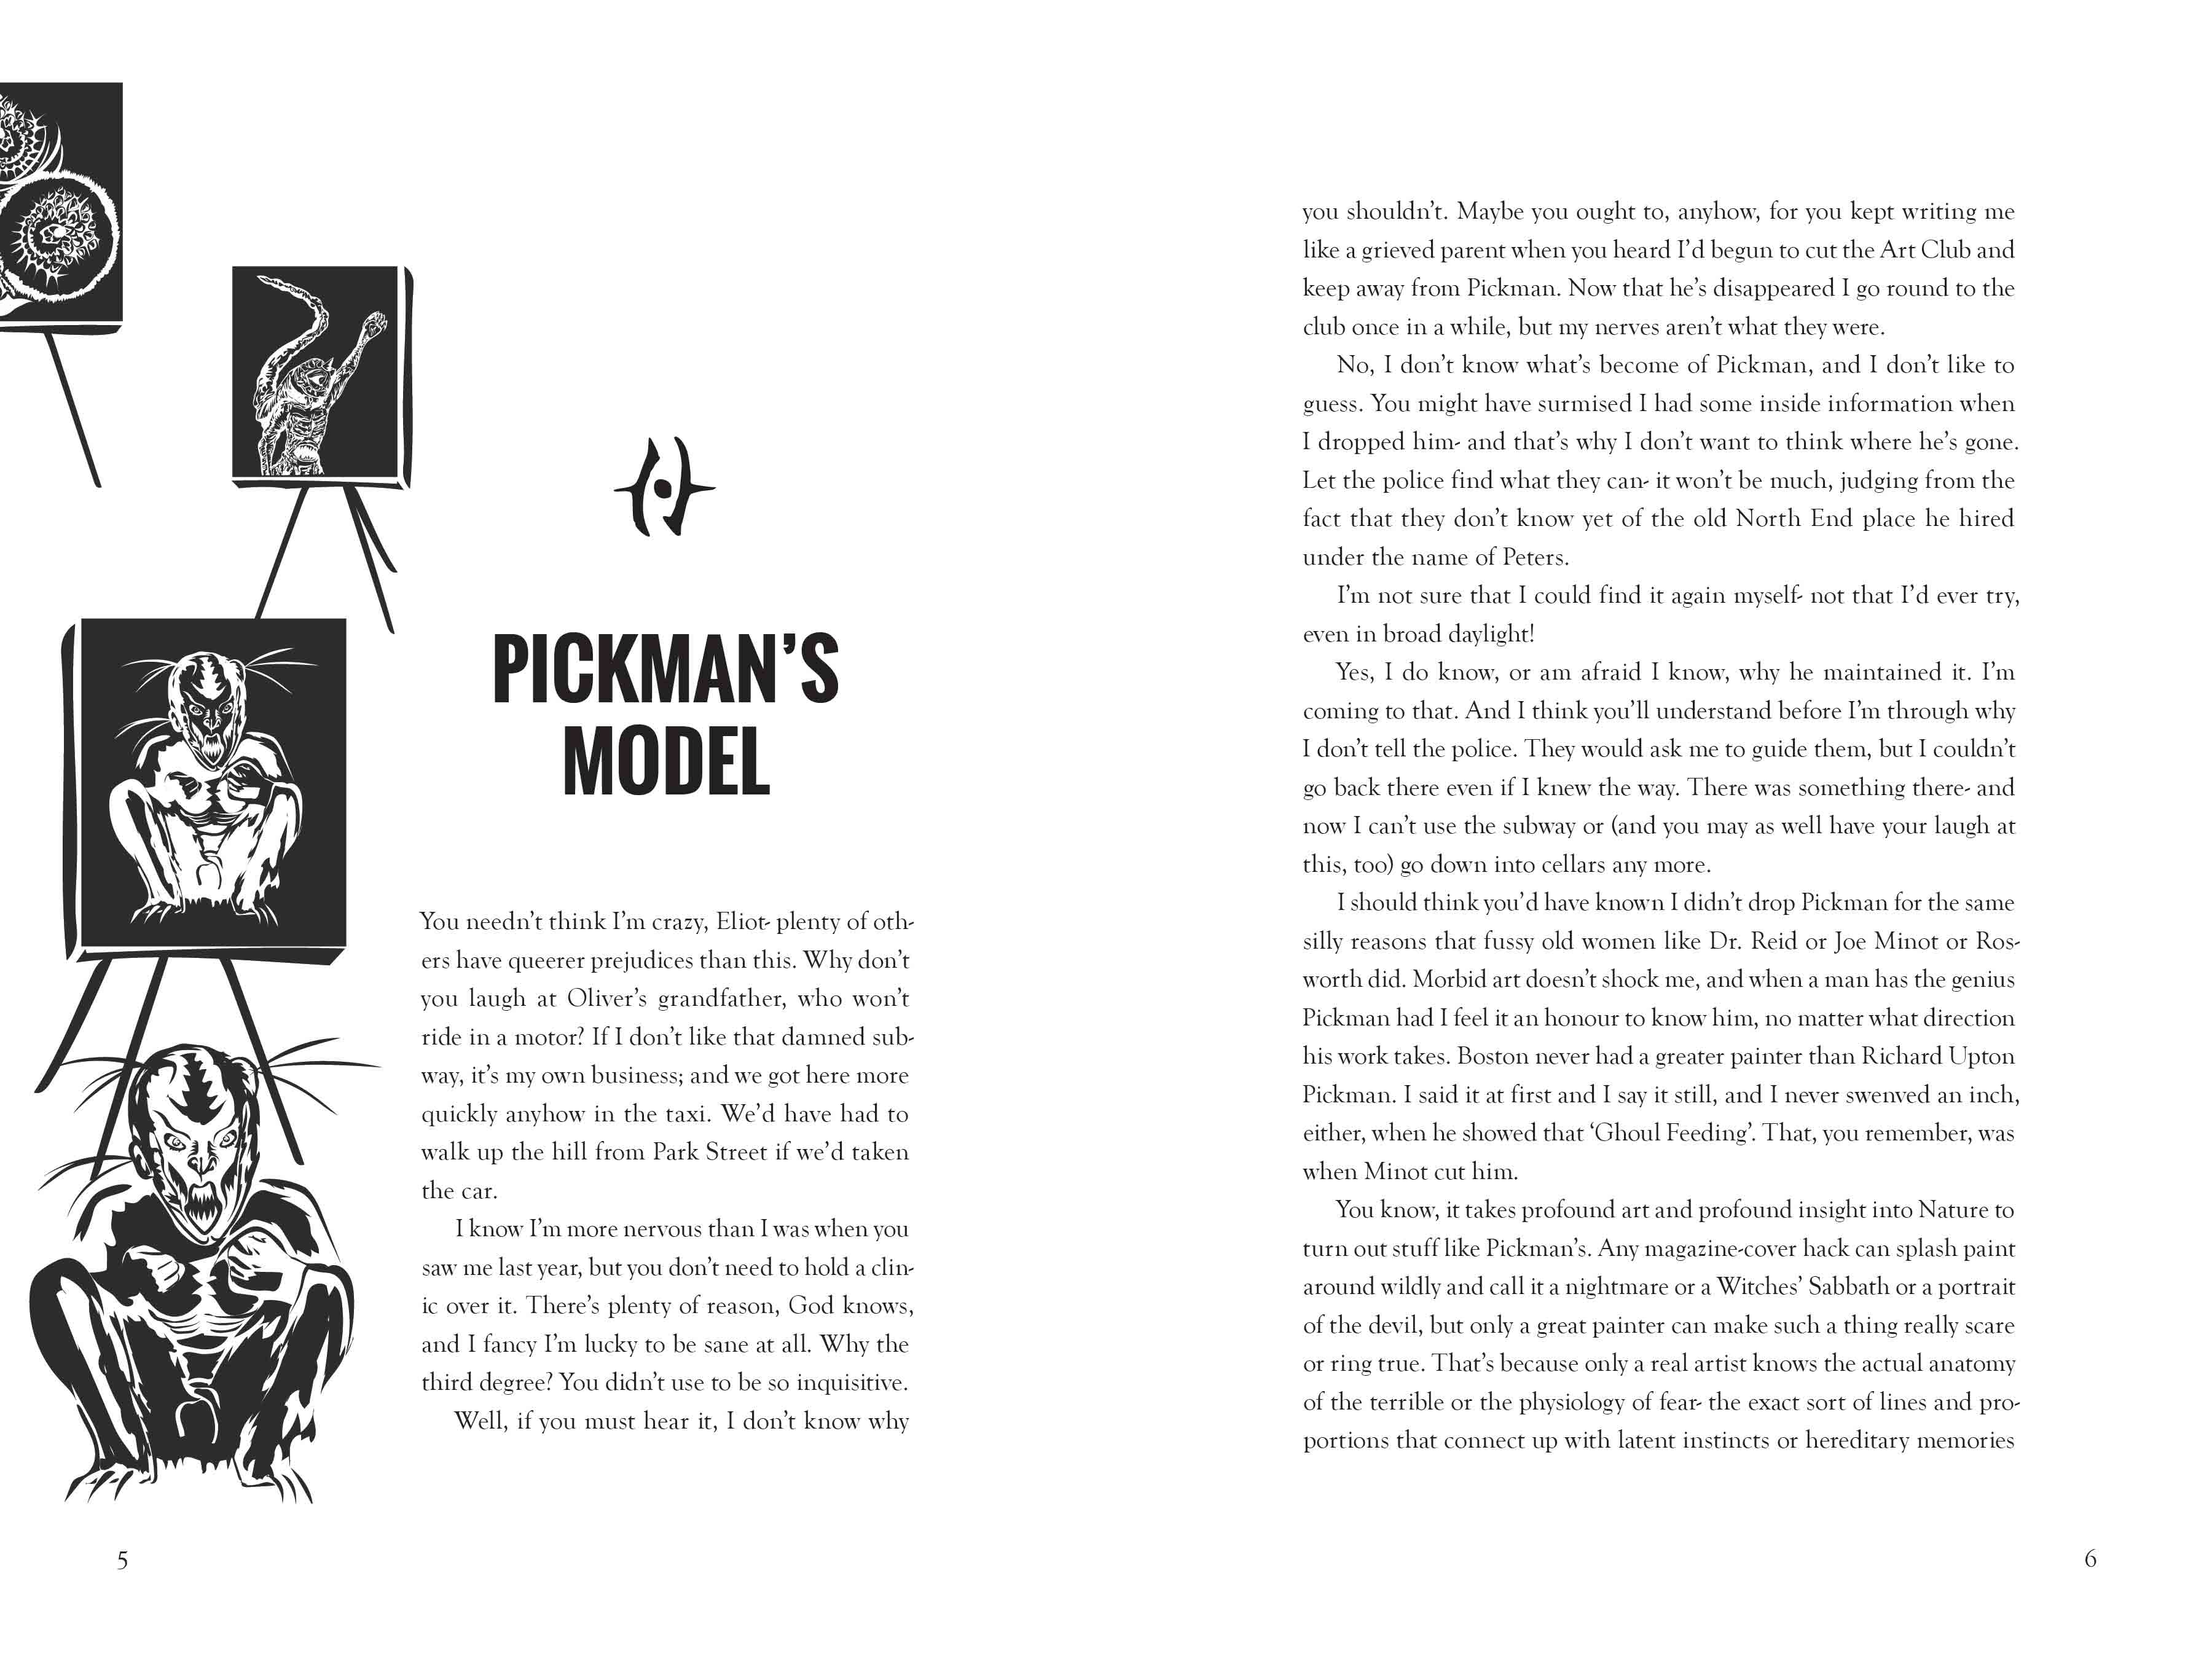 PICKMAN’S
MODEL
You needn’t think I’m crazy, Eliot- plenty of oth-
ers have queerer prejudices than this. Why don’t
you laugh at Oliver’s grandfather, who won’t
ride in a motor? If I don’t like that damned sub-
way, it’s my own business; and we got here more
quickly anyhow in the taxi. We’d have had to
walk up the hill from Park Street if we’d taken
the car.
I know I’m more nervous than I was when you
saw me last year, but you don’t need to hold a clin-
ic over it. There’s plenty of reason, God knows,
and I fancy I’m lucky to be sane at all. Why the
third degree? You didn’t use to be so inquisitive.
Well, if you must hear it, I don’t know why
5
you shouldn’t. Maybe you ought to, anyhow, for you kept writing me
like a grieved parent when you heard I’d begun to cut the Art Club and
keep away from Pickman. Now that he’s disappeared I go round to the
club once in a while, but my nerves aren’t what they were.
No, I don’t know what’s become of Pickman, and I don’t like to
guess. You might have surmised I had some inside information when
I dropped him- and that’s why I don’t want to think where he’s gone.
Let the police find what they can- it won’t be much, judging from the
fact that they don’t know yet of the old North End place he hired
under the name of Peters.
I’m not sure that I could find it again myself- not that I’d ever try,
even in broad daylight!
Yes, I do know, or am afraid I know, why he maintained it. I’m
coming to that. And I think you’ll understand before I’m through why
I don’t tell the police. They would ask me to guide them, but I couldn’t
go back there even if I knew the way. There was something there- and
now I can’t use the subway or (and you may as well have your laugh at
this, too) go down into cellars any more.
I should think you’d have known I didn’t drop Pickman for the same
silly reasons that fussy old women like Dr. Reid or Joe Minot or Ros-
worth did. Morbid art doesn’t shock me, and when a man has the genius
Pickman had I feel it an honour to know him, no matter what direction
his work takes. Boston never had a greater painter than Richard Upton
Pickman. I said it at first and I say it still, and I never swenved an inch,
either, when he showed that ‘Ghoul Feeding’. That, you remember, was
when Minot cut him.
You know, it takes profound art and profound insight into Nature to
turn out stuff like Pickman’s. Any magazine-cover hack can splash paint
around wildly and call it a nightmare or a Witches’ Sabbath or a portrait
of the devil, but only a great painter can make such a thing really scare
or ring true. That’s because only a real artist knows the actual anatomy
of the terrible or the physiology of fear- the exact sort of lines and pro-
portions that connect up with latent instincts or hereditary memories
6